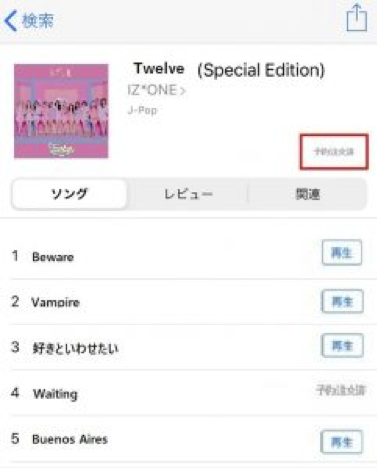 検索
Twelve (Special Edition)
IZ*ONE >
J-Pop
予約注文済
ソング
レビュー
関連
1 Beware 再生
2 Vampire 再生
3 好きといわせたい 再生
4 Waiting 予約注文済
5 Buenos Aires 再生